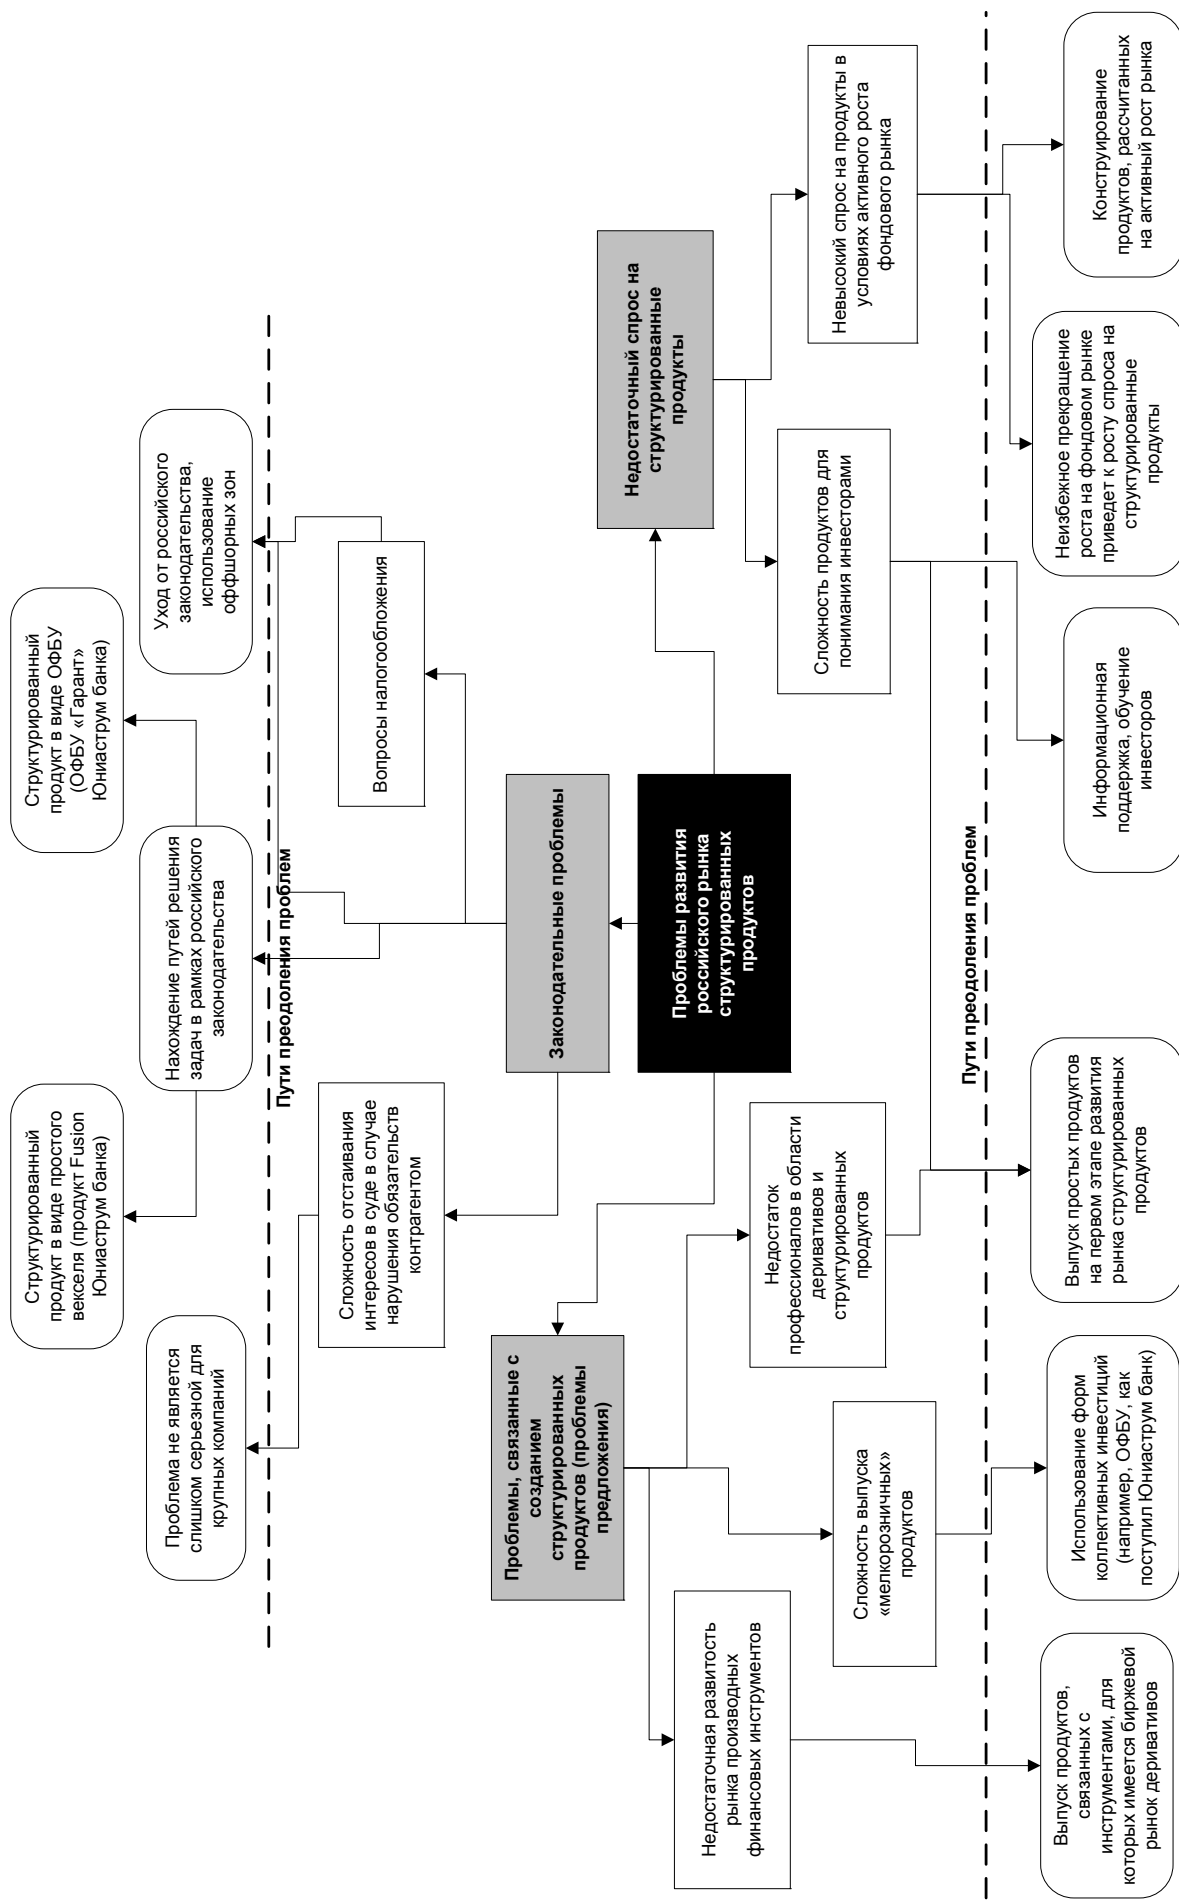 Структурированный
продукт в виде простого
векселя (продукт Fusion
Юниаструм банка)
Структурированный
продукт в виде ОФБУ
(ОФБУ «Гарант»
Юниаструм банка)
Проблема не является
слишком серьезной для
крупных компаний
Нахождение путей решения
задач в рамках российского
законодательства
Уход от российского
законодательства,
использование
оффшорных зон
Пути преодоления проблем
Сложность отстаивания
интересов в суде в случае
нарушения обязательств
контрагентом
Вопросы налогообложения
Проблемы, связанные с
созданием
структурированных
продуктов (проблемы
предложения)
Законодательные проблемы
Недостаточный спрос на
структурированные
продукты
Проблемы развития
российского рынка
структурированных
продуктов
Недостаточная развитость
рынка производных
финансовых инструментов
Сложность выпуска
«мелкорозничных»
продуктов
Недостаток
профессионалов в области
деривативов и
структурированных
продуктов
Сложность продуктов для
понимания инвесторами
Невысокий спрос на продукты в
условиях активного роста
фондового рынка
Пути преодоления проблем
Выпуск продуктов,
связанных с
инструментами, для
которых имеется биржевой
рынок деривативов
Использование форм
коллективных инвестиций
(например, ОФБУ, как
поступил Юниаструм банк)
Выпуск простых продуктов
на первом этапе развития
рынка структурированных
продуктов
Информационная
поддержка, обучение
инвесторов
Неизбежное прекращение
роста на фондовом рынке
приведет к росту спроса на
структурированные
продукты
Конструирование
продуктов, рассчитанных
на активный рост рынка